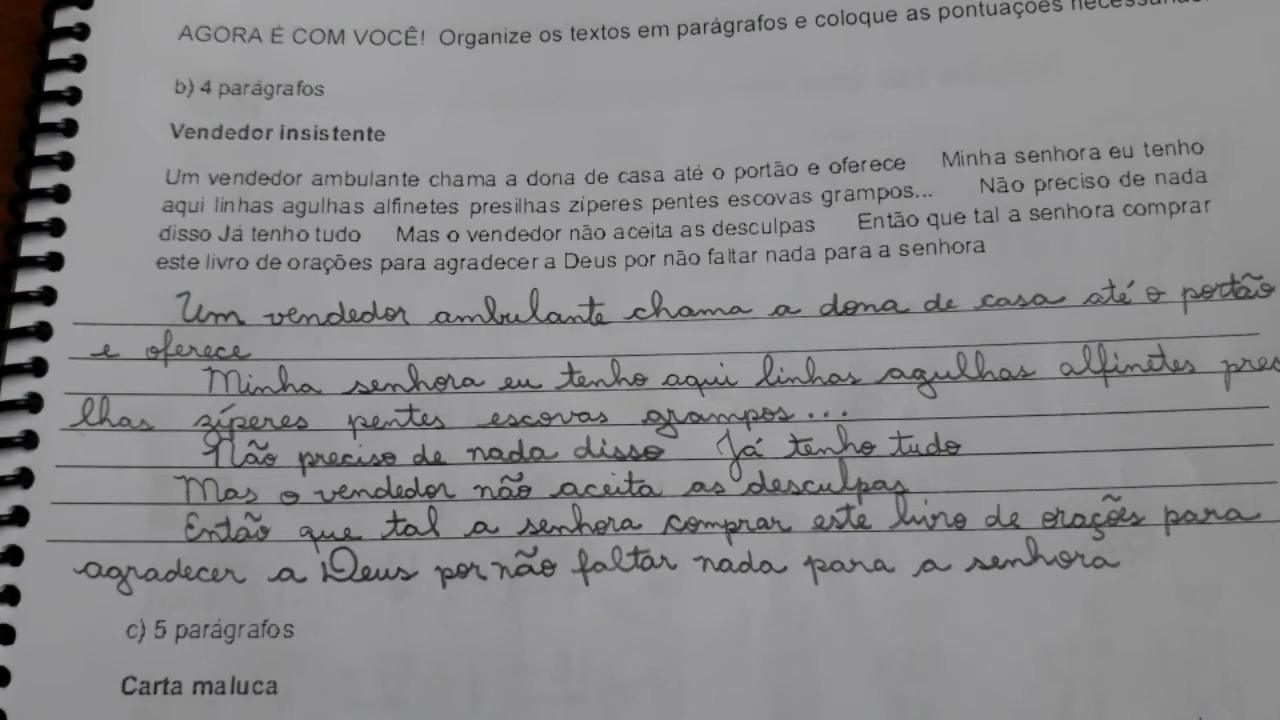 AGORA É COM VOCÊ! Organize os textos em parágrafos e coloque as pontuações
b) 4 parágrafos
Vendedor insistente
Um vendedor ambulante chama a dona de casa até o portão e oferece Minha senhora eu tenho
aqui linhas agulhas alfinetes presilhas zíperes pentes escovas grampos... Não preciso de nada
disso Já tenho tudo Mas o vendedor não aceita as desculpas Então que tal a senhora comprar
este livro de orações para agradecer a Deus por não faltar nada para a senhora
Um vendedor ambulante chama a dona de casa até o portão
e oferece
Minha senhora eu tenho aqui linhas agulhas alfinetes pres
lhas zíperes pentes escovas grampos...
Não preciso de nada disso Já tenho tudo
Mas o vendedor não aceita as desculpas
Então que tal a senhora comprar este livro de orações para
agradecer a Deus por não faltar nada para a senhora
c) 5 parágrafos
Carta maluca